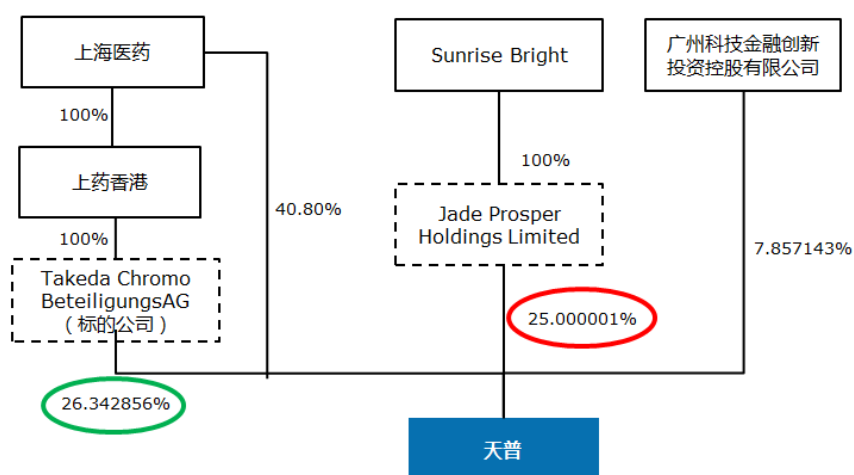 上海医药
Sunrise Bright
广州科技金融创新
投资控股有限公司
100%
上药香港
100%
40.80%
Jade Prosper
Holdings Limited
100%
7.857143%
Takeda Chromo
BeteiligungsAG
（标的公司）
25.000001%
26.342856%
天普